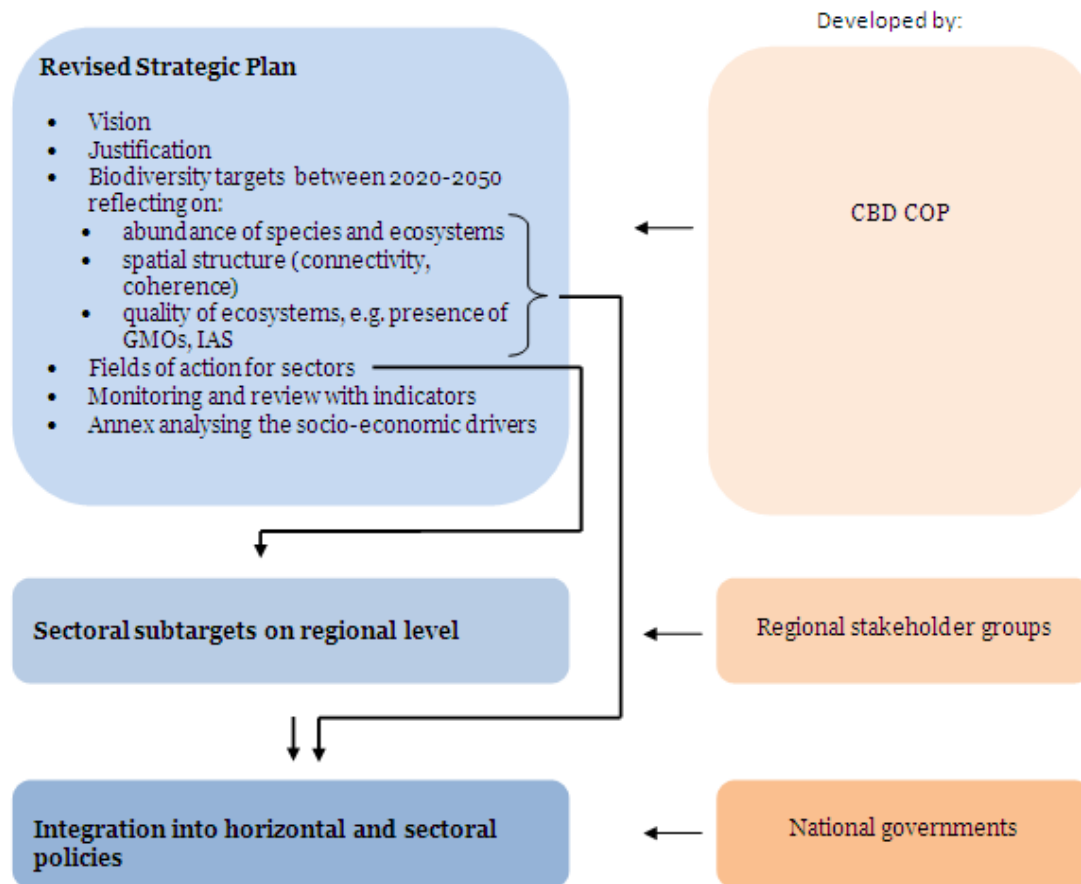 Developed by:
Revised Strategic Plan
• Vision
• Justification
• Biodiversity targets between 2020-2050
reflecting on:
• abundance of species and ecosystems
• spatial structure (connectivity,
coherence)
• quality of ecosystems, e.g. presence of
GMOs, IAS
• Fields of action for sectors
• Monitoring and review with indicators
• Annex analysing the socio-economic drivers
CBD COP
Sectoral subtargets on regional level
Regional stakeholder groups
Integration into horizontal and sectoral
policies
National governments